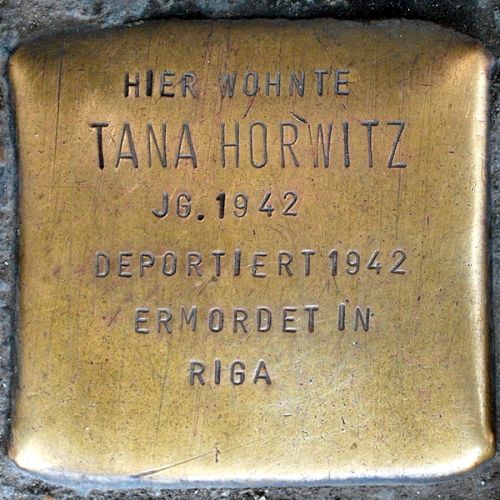 HIER WOHNTE
TANA HORWITZ
JG. 1942
DEPORTIERT 1942
ERMORDET IN
RIGA